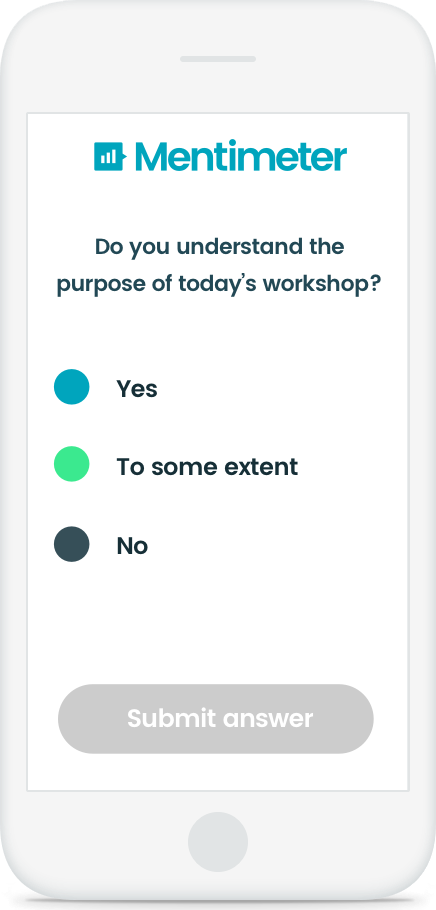 Mentimeter
Do you understand the
purpose of today’s workshop?
Yes
To some extent
No
Submit answer